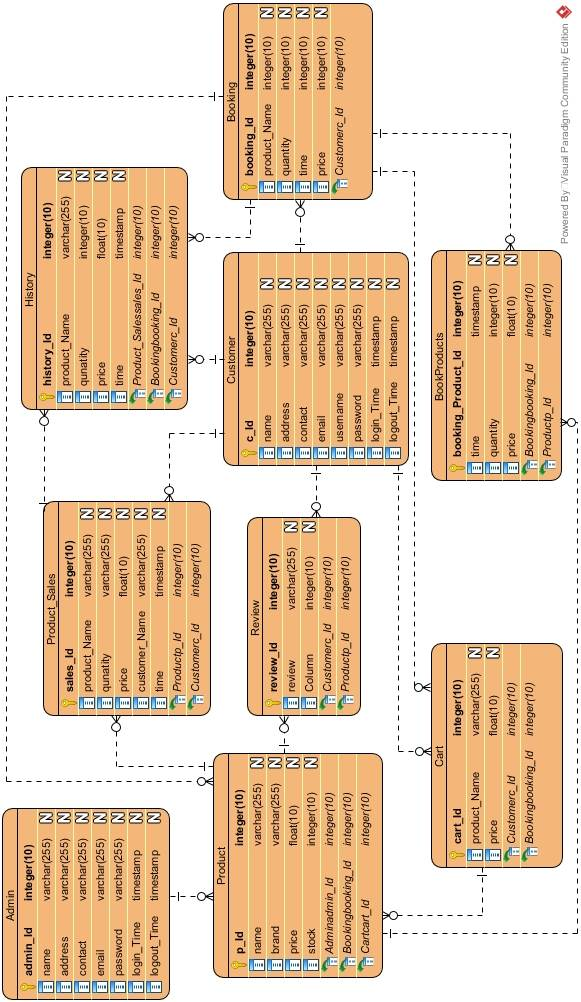 Admin
admin_Id integer(10)
name varchar(255) N
address varchar(255) N
contact varchar(255) N
email varchar(255) N
password varchar(255) N
login_Time timestamp N
logout_Time timestamp N
Product_Sales
sales_Id integer(10)
product_Name varchar(255) N
qunatity varchar(255) N
price float(10) N
customer_Name varchar(255) N
time timestamp N
Productp_Id integer(10)
Customerc_Id integer(10)
History
history_Id integer(10)
product_Name varchar(255) N
qunatity integer(10) N
price float(10) N
time timestamp N
Product_Salessales_Id integer(10)
Bookingbooking_Id integer(10)
Customerc_Id integer(10)
Product
p_Id integer(10)
name varchar(255) N
brand varchar(255) N
price float(10) N
stock integer(10) N
Adminadmin_Id integer(10)
Bookingbooking_Id integer(10)
Cartcart_Id integer(10)
Review
review_Id integer(10)
review varchar(255) N
Column integer(10) N
Customerc_Id integer(10)
Productp_Id integer(10)
Customer
c_Id integer(10)
name varchar(255) N
address varchar(255) N
contact varchar(255) N
email varchar(255) N
username varchar(255) N
password varchar(255) N
login_Time timestamp N
logout_Time timestamp N
Booking
booking_Id integer(10)
product_Name integer(10) N
quantity integer(10) N
time integer(10) N
price integer(10) N
Customerc_Id integer(10)
Cart
cart_Id integer(10)
product_Name varchar(255) N
price float(10) N
Customerc_Id integer(10)
Bookingbooking_Id integer(10)
BookProducts
booking_Product_Id integer(10)
time timestamp N
quantity integer(10) N
price float(10) N
Bookingbooking_Id integer(10)
Productp_Id integer(10)
Powered By Visual Paradigm Community Edition